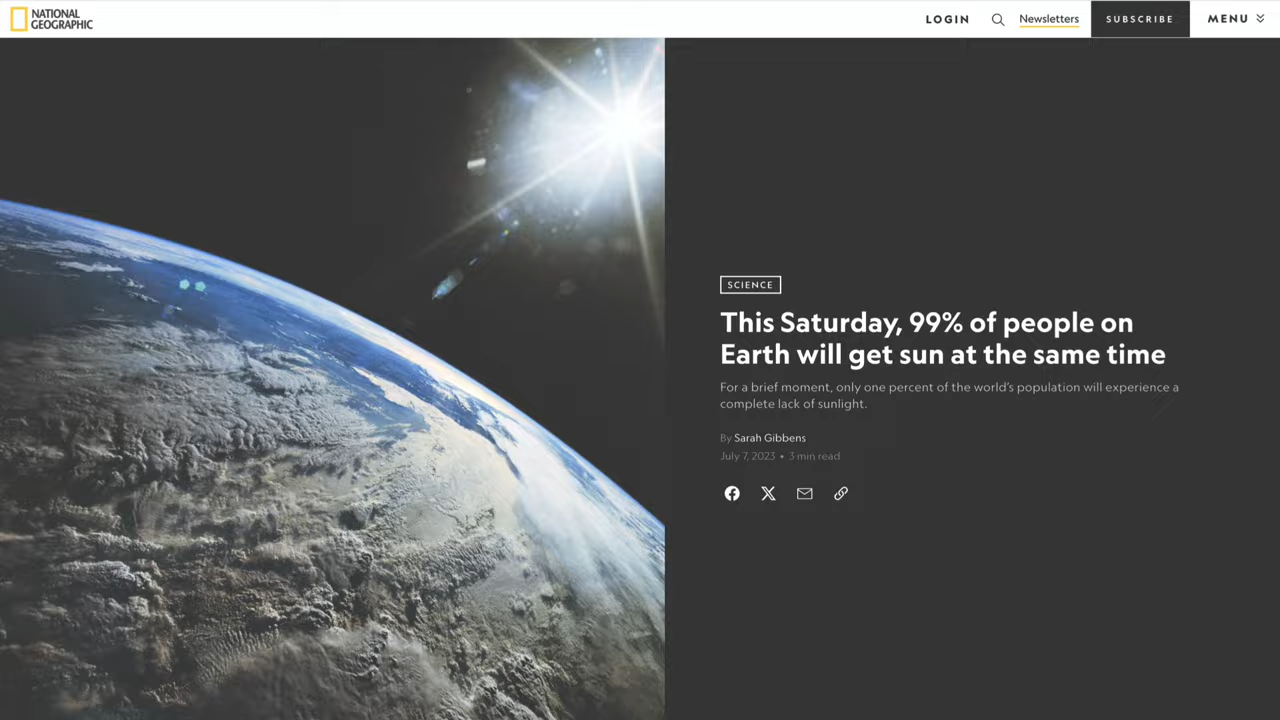 NATIONAL
GEOGRAPHIC
LOGIN
Newsletters
SUBSCRIBE
MENU
SCIENCE
This Saturday, 99% of people on
Earth will get sun at the same time
For a brief moment, only one percent of the world’s population will experience a
complete lack of sunlight.
By Sarah Gibbens
July 7, 2023 • 3 min read